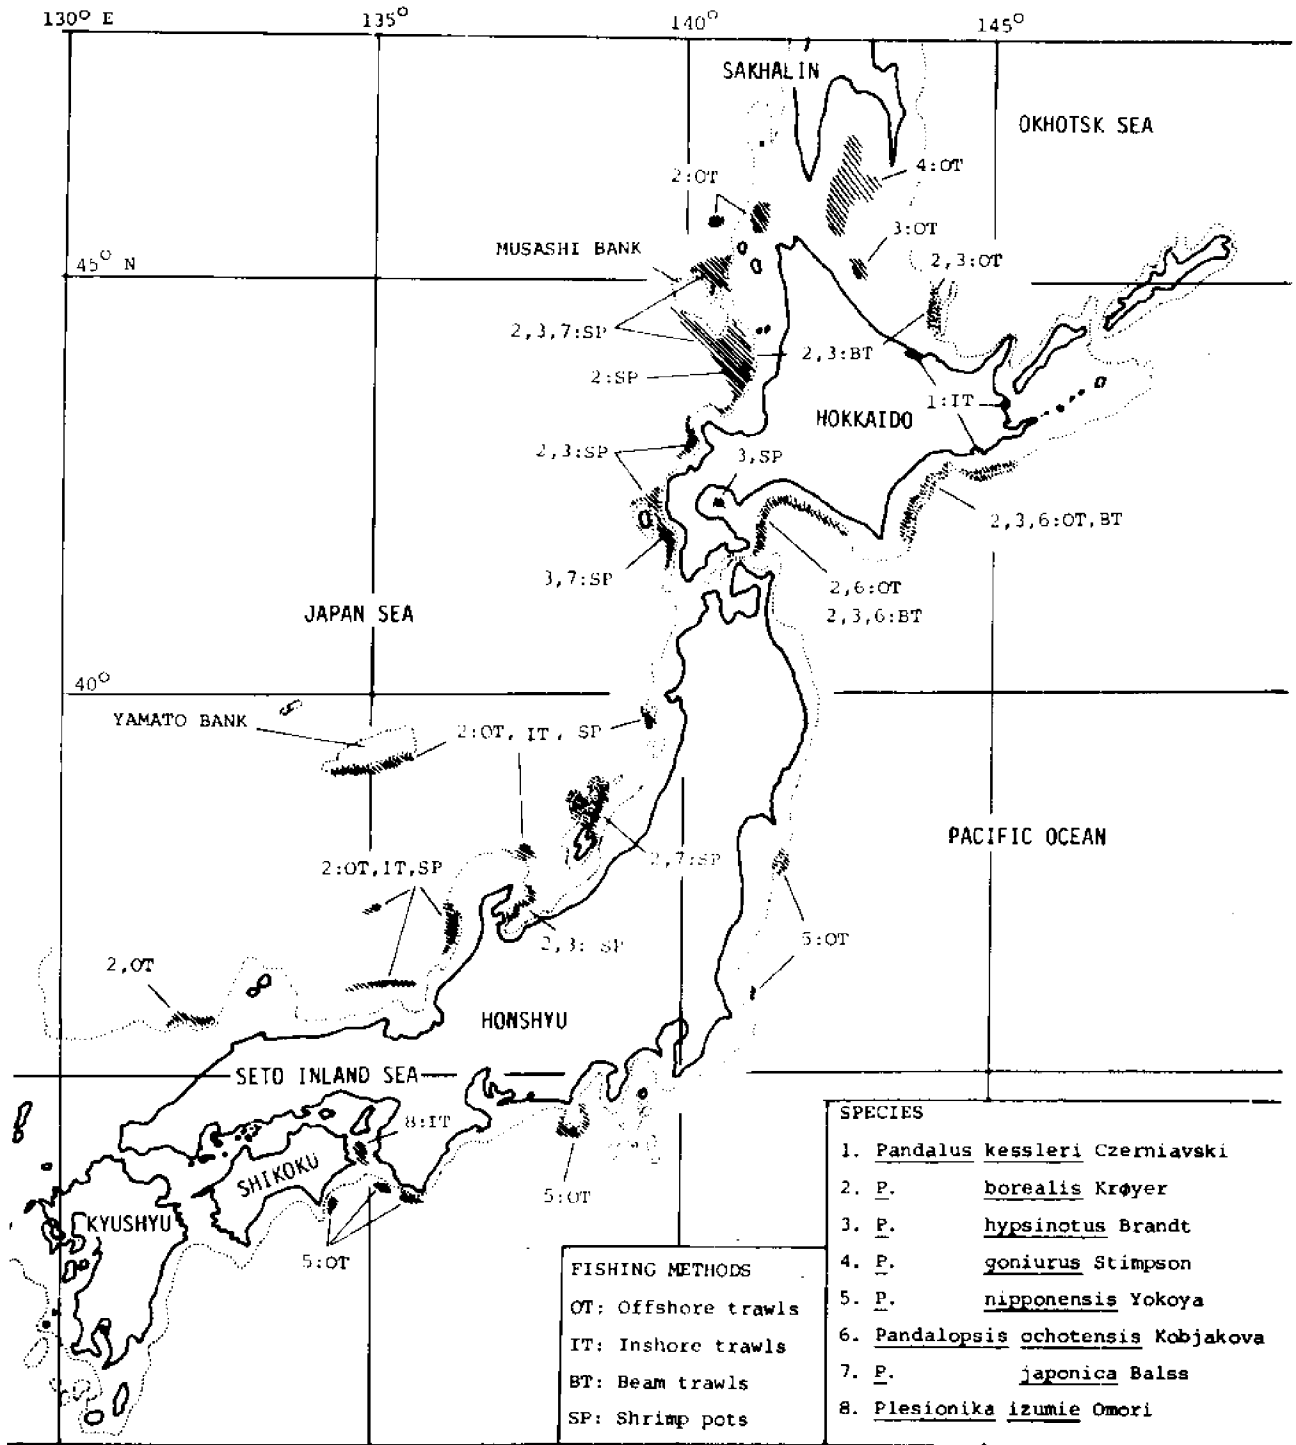 130° E
135°
140°
145°
SAKHALIN
OKHOTSK SEA
4:OT
2:OT
3:OT
MUSASHI BANK
2,3:OT
45° N
2,3,7:SP
2,3:BT
2:SP
1:IT
HOKKAIDO
2,3:SP
3,SP
2,3,6:OT,BT
3,7:SP
2,6:OT
2,3,6:BT
JAPAN SEA
40°
YAMATO BANK
2:OT, IT, SP
PACIFIC OCEAN
2,7:SP
2:OT,IT,SP
5:OT
2,3: SP
2,OT
HONSHYU
SETO INLAND SEA
8:IT
SHIKOKU
5:OT
KYUSHYU
5:OT
FISHING METHODS
OT: Offshore trawls
IT: Inshore trawls
BT: Beam trawls
SP: Shrimp pots
SPECIES
1. Pandalus kessleri Czerniavski
2. P. borealis Krøyer
3. P. hypsinotus Brandt
4. P. goniurus Stimpson
5. P. nipponensis Yokoya
6. Pandalopsis ochotensis Kobjakova
7. P. japonica Balss
8. Plesionika izumie Omori